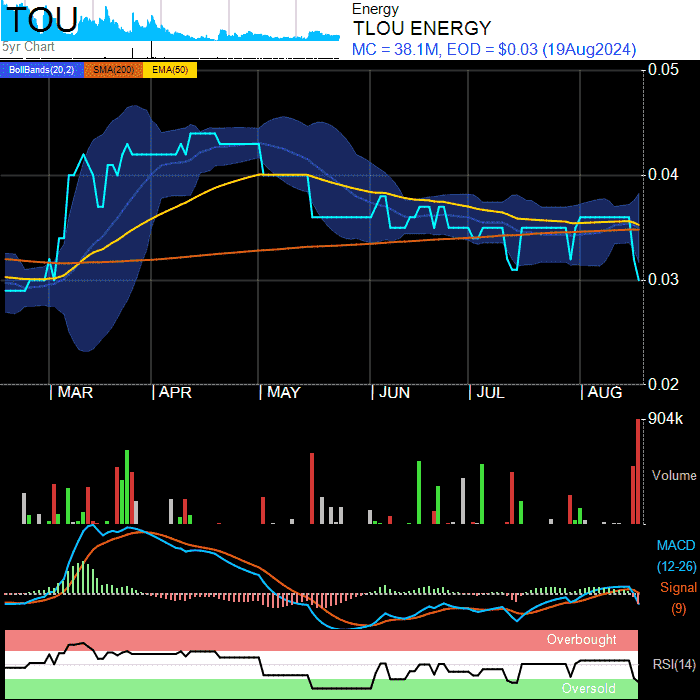 TOU
5yr Chart
Energy
TLOU ENERGY
MC = 38.1M, EOD = $0.03 (19Aug2024)
BollBands(20,2) SMA(200) EMA(50)
0.05
0.04
0.03
0.02
MAR APR MAY JUN JUL AUG
904k
Volume
MACD
(12-26)
Signal
(9)
Overbought
RSI(14)
Oversold